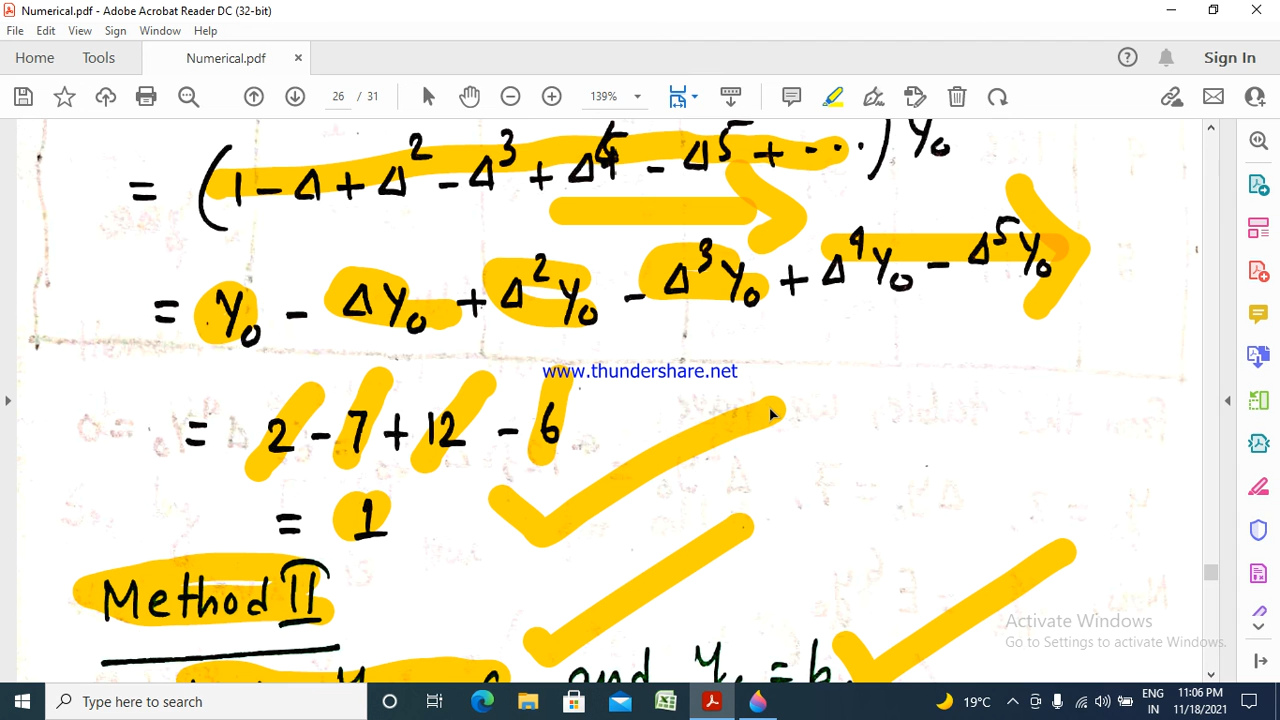 Numerical.pdf - Adobe Acrobat Reader DC (32-bit)
File Edit View Sign Window Help
Home Tools Numerical.pdf × Sign In
26 / 31 139%
= (1 - Δ + Δ² - Δ³ + Δ⁴ - Δ⁵ + ...) y₀
= y₀ - Δy₀ + Δ²y₀ - Δ³y₀ + Δ⁴y₀ - Δ⁵y₀
www.thundershare.net
= 2 - 7 + 12 - 6
= 1
Method II
and
Activate Windows
Go to Settings to activate Windows.
Type here to search
19°C
ENG
IN
11:06 PM
11/18/2021